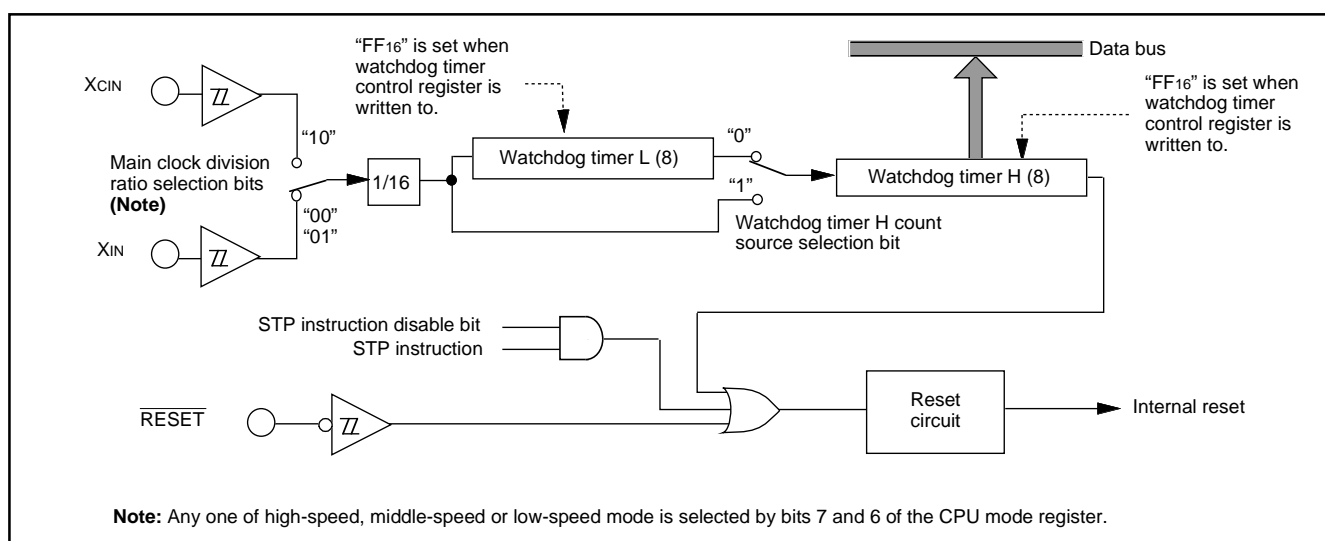 “FF16” is set when
watchdog timer
control register is
written to.
Data bus
“FF16” is set when
watchdog timer
control register is
written to.
XCIN
“10”
Main clock division
ratio selection bits
(Note)
“00”
“01”
XIN
1/16
Watchdog timer L (8)
“0”
“1”
Watchdog timer H count
source selection bit
Watchdog timer H (8)
STP instruction disable bit
STP instruction
RESET
Reset
circuit
Internal reset
Note: Any one of high-speed, middle-speed or low-speed mode is selected by bits 7 and 6 of the CPU mode register.